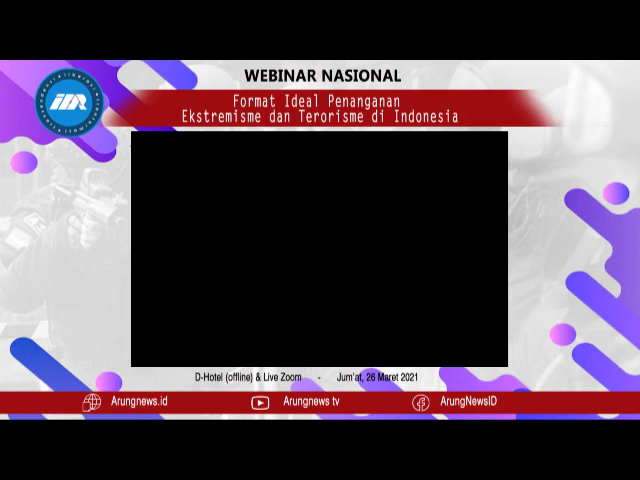 WEBINAR NASIONAL
Format Ideal Penanganan
Ekstremisme dan Terorisme di Indonesia
D-Hotel (offline) & Live Zoom - Jum'at, 26 Maret 2021
Arungnews.id Arungnews tv ArungNewsID